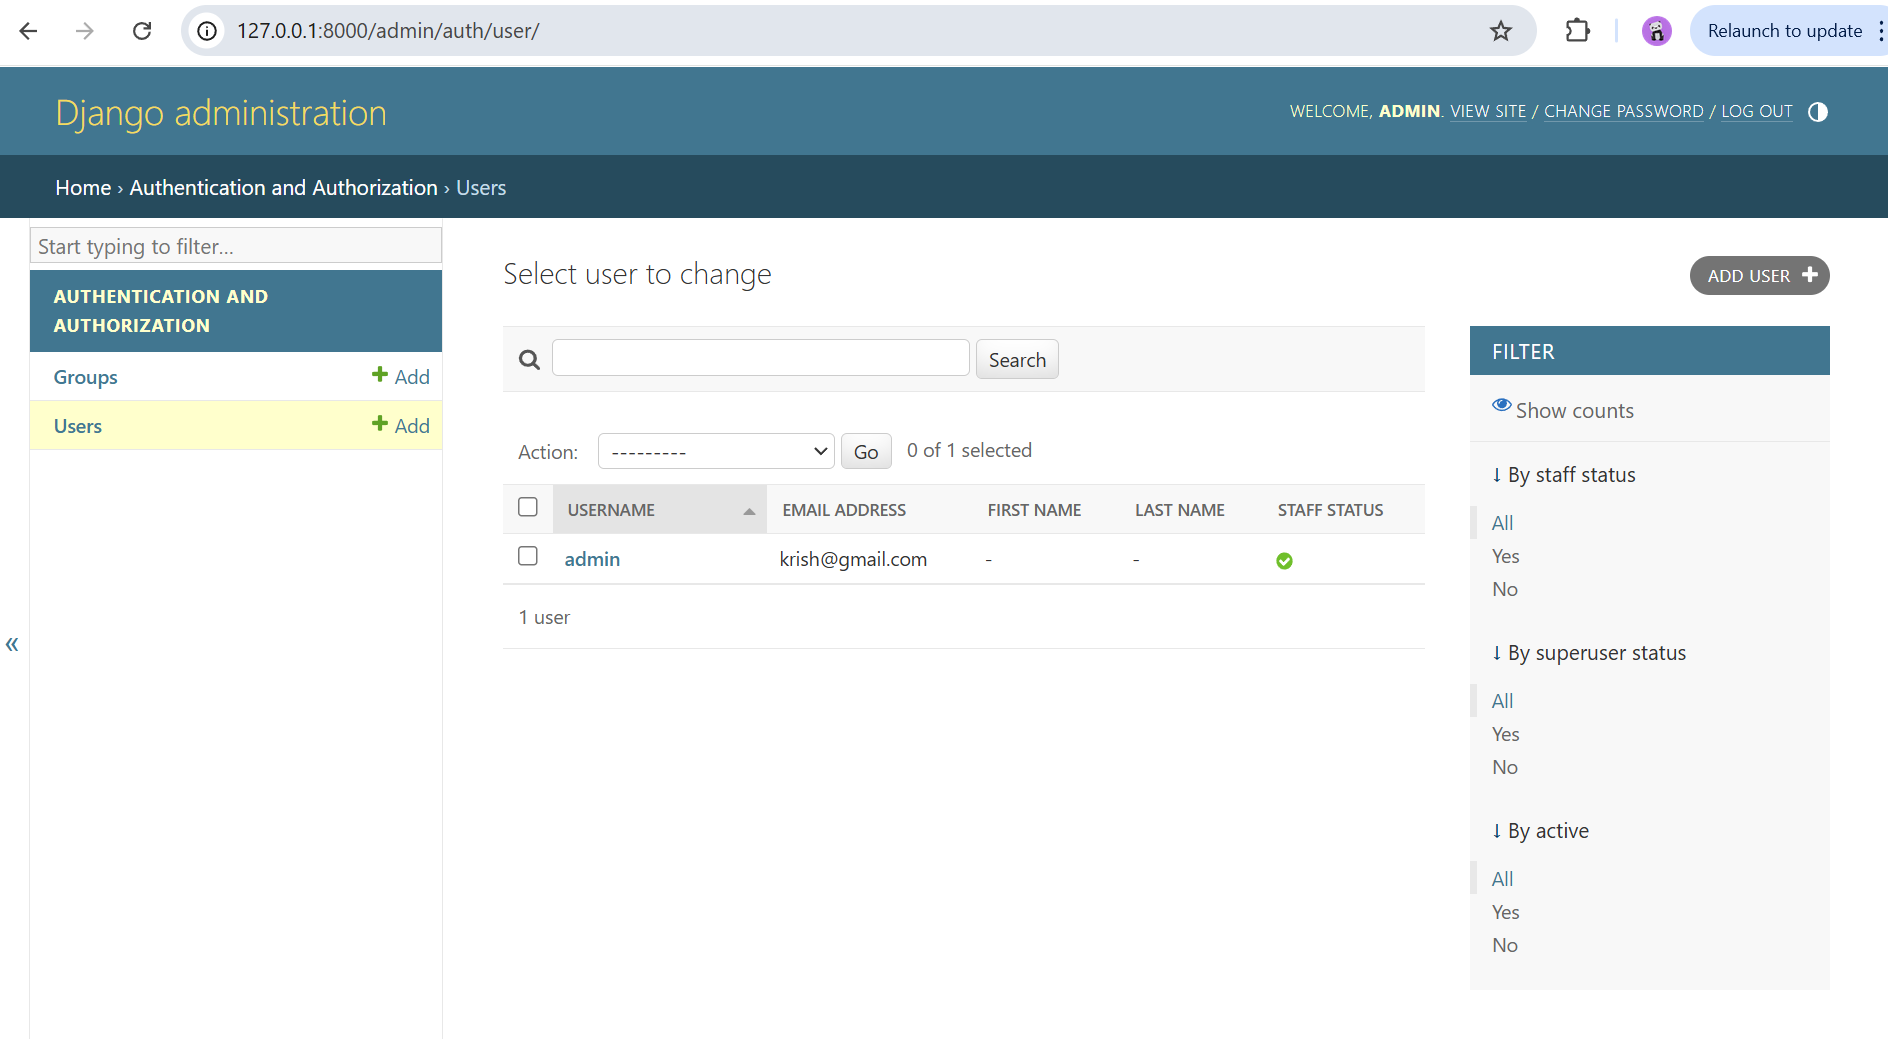 127.0.0.1:8000/admin/auth/user/
Relaunch to update
Django administration
WELCOME, ADMIN. VIEW SITE / CHANGE PASSWORD / LOG OUT
Home › Authentication and Authorization › Users
Start typing to filter...
AUTHENTICATION AND
AUTHORIZATION
Groups
Add
Users
Add
«
Select user to change
ADD USER
Search
Action:
---------
Go
0 of 1 selected
USERNAME EMAIL ADDRESS FIRST NAME LAST NAME STAFF STATUS
admin krish@gmail.com - -
1 user
FILTER
Show counts
↓ By staff status
All
Yes
No
↓ By superuser status
All
Yes
No
↓ By active
All
Yes
No